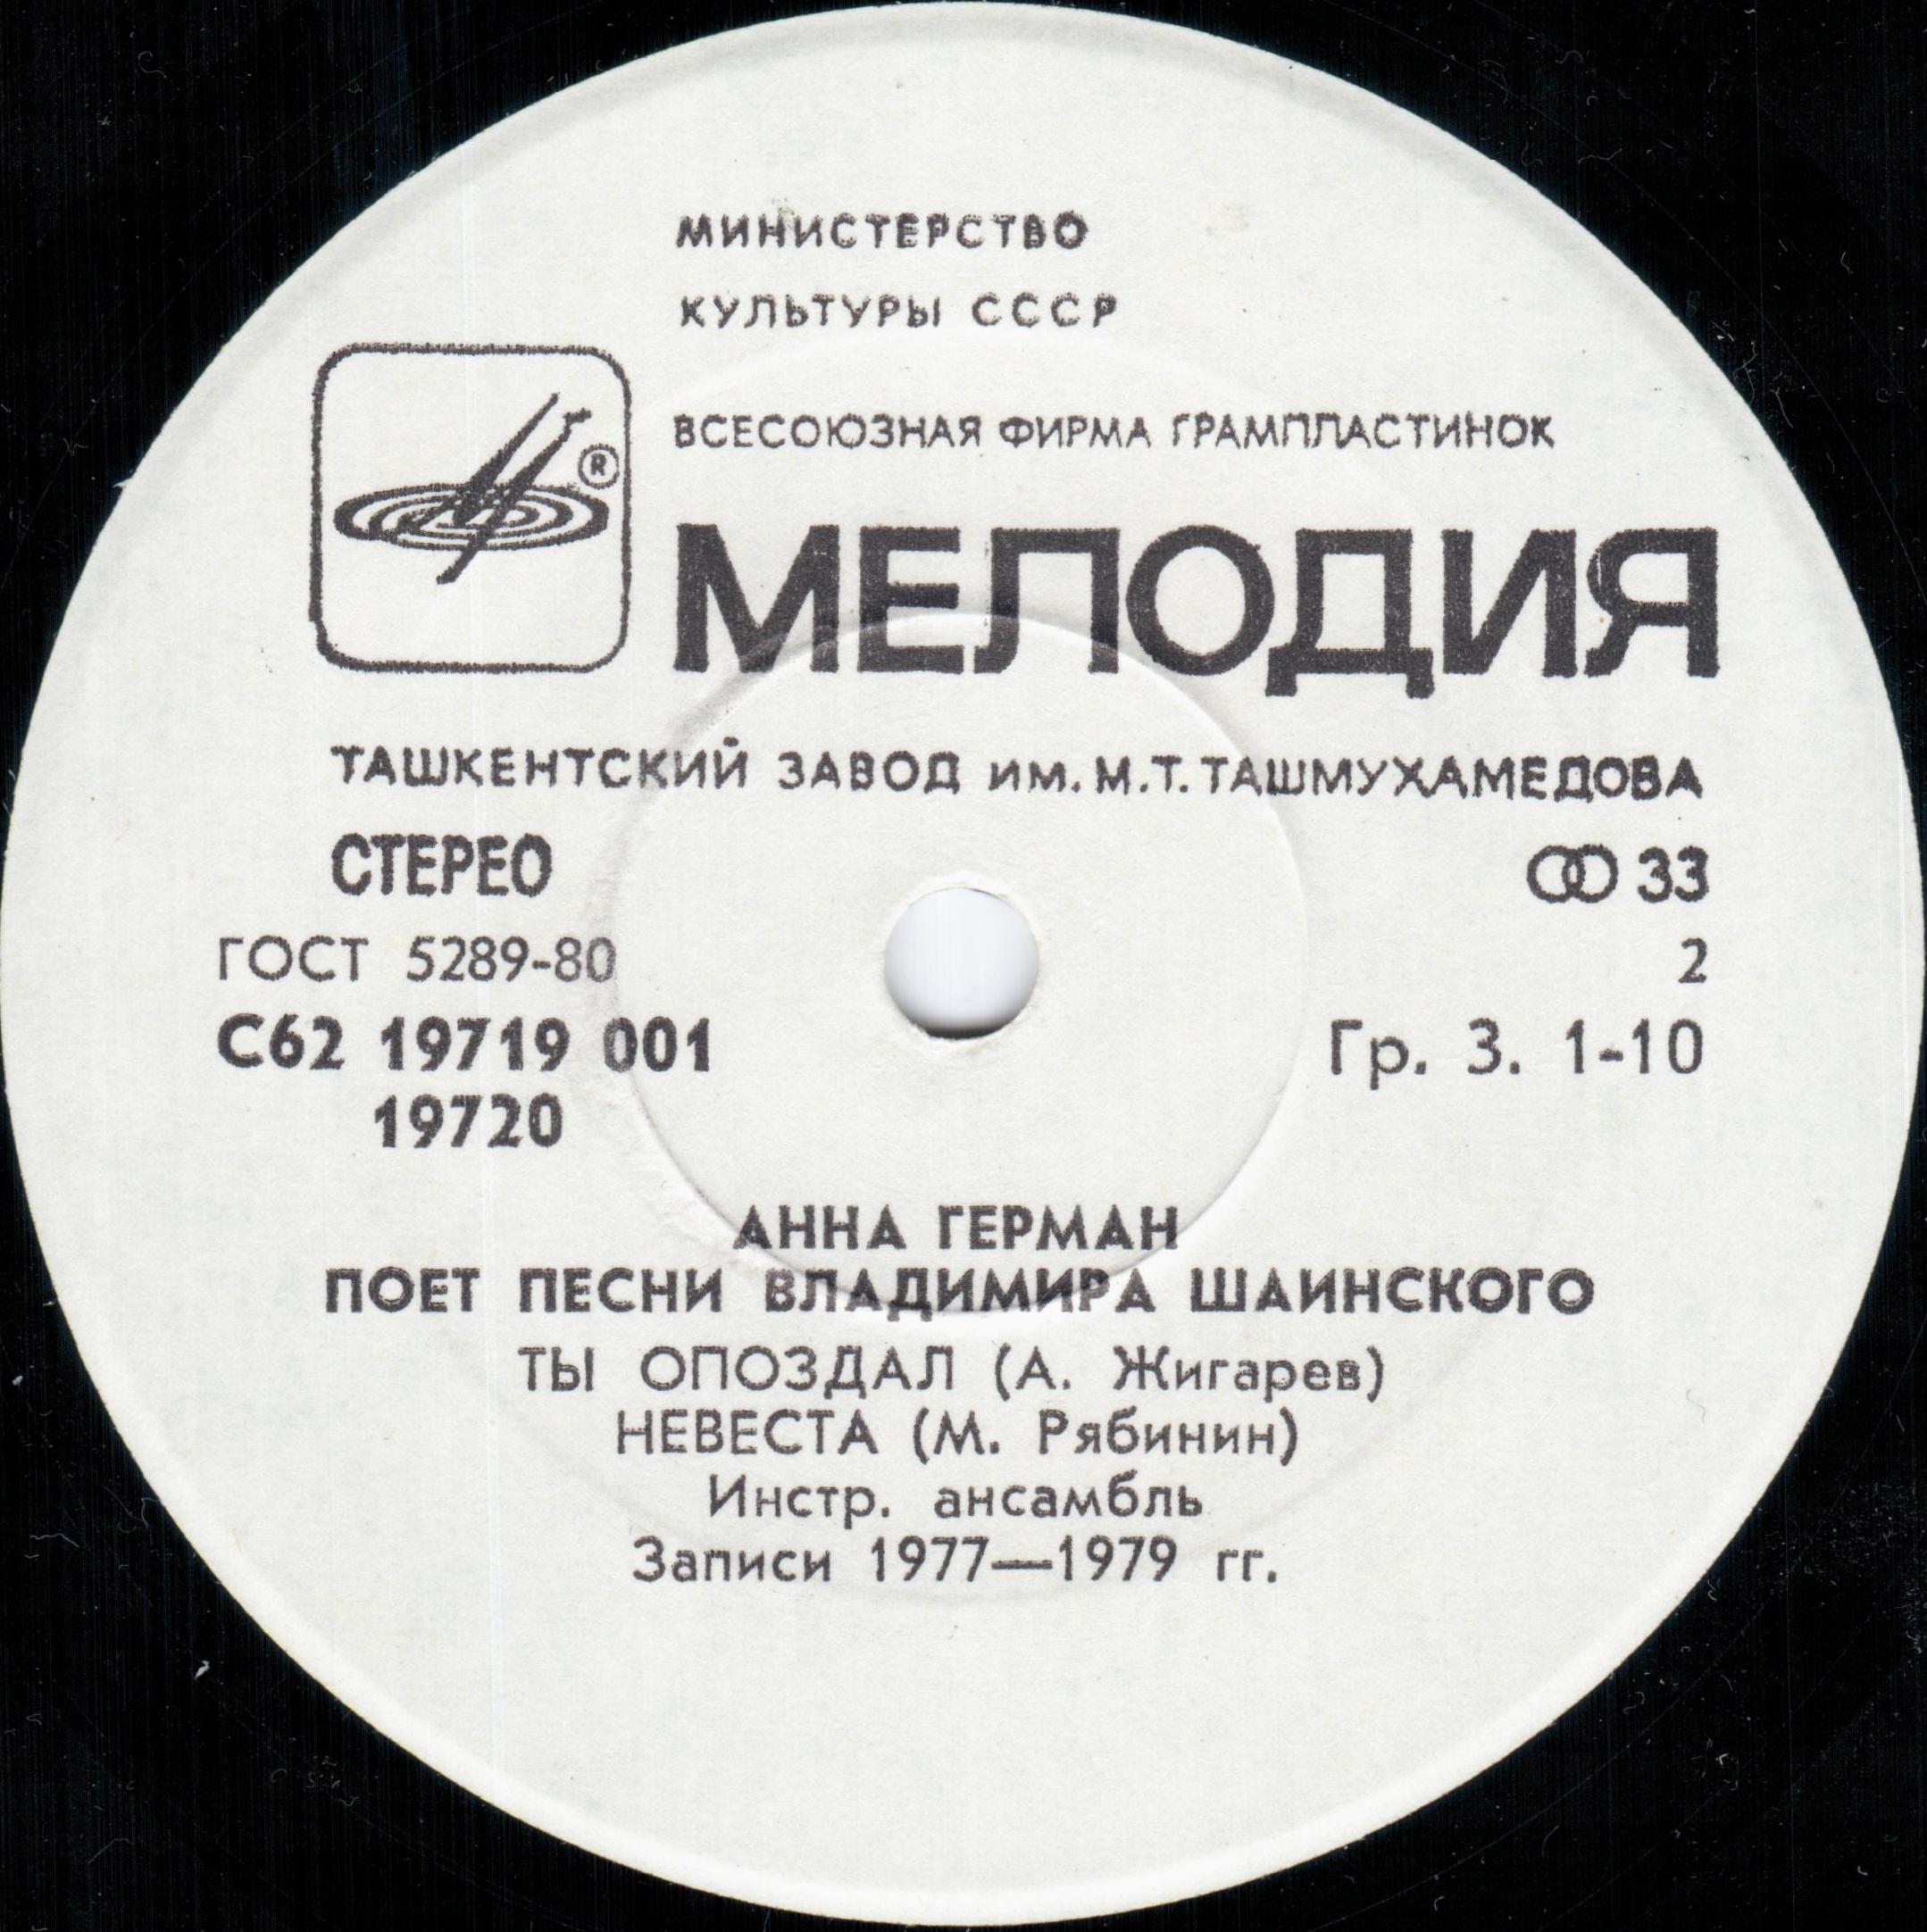 МИНИСТЕРСТВО
КУЛЬТУРЫ СССР
ВСЕСОЮЗНАЯ ФИРМА ГРАМПЛАСТИНОК
®
МЕЛОДИЯ
ТАШКЕНТСКИЙ ЗАВОД им. М.Т. ТАШМУХАМЕДОВА
СТЕРЕО 33
ГОСТ 5289-80 2
С62 19719 001 Гр. 3. 1-10
19720
АННА ГЕРМАН
ПОЕТ ПЕСНИ ВЛАДИМИРА ШАИНСКОГО
ТЫ ОПОЗДАЛ (А. Жигарев)
НЕВЕСТА (М. Рябинин)
Инстр. ансамбль
Записи 1977—1979 гг.